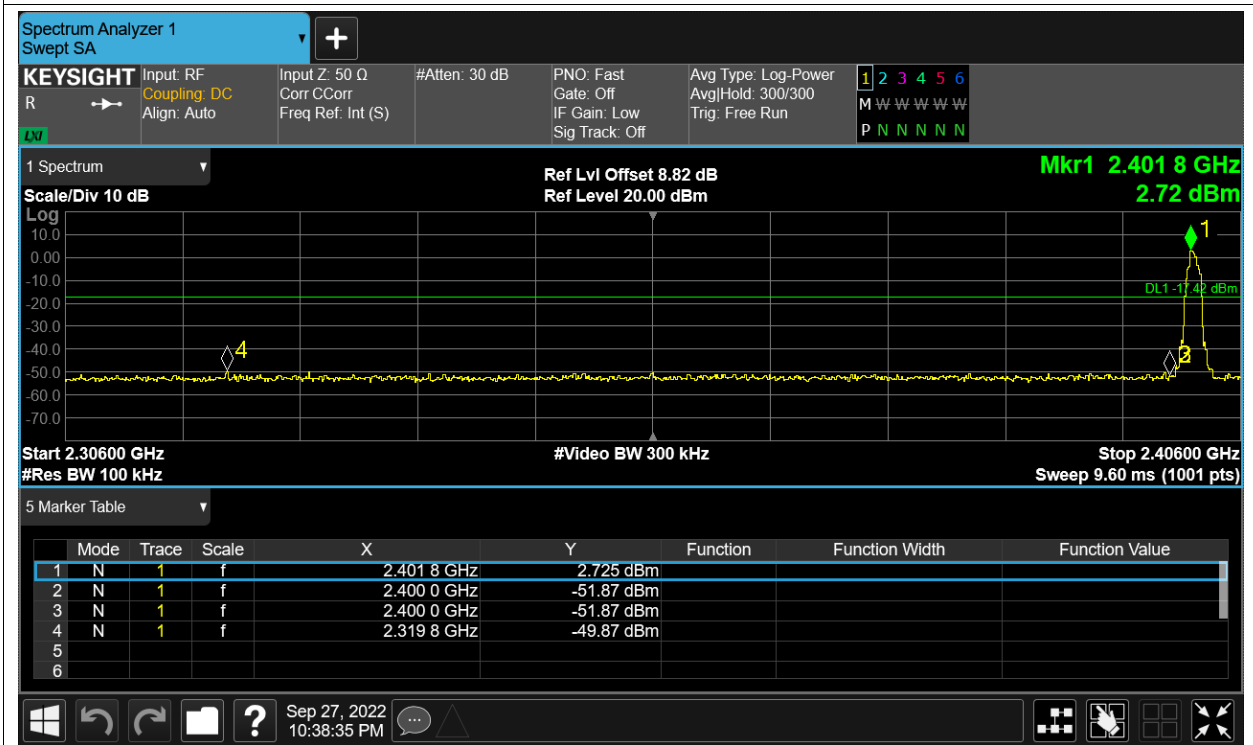 Spectrum Analyzer 1
Swept SA
+
KEYSIGHT
R
LXI
Input: RF
Coupling: DC
Align: Auto
Input Z: 50 Ω
Corr CCorr
Freq Ref: Int (S)
#Atten: 30 dB
PNO: Fast
Gate: Off
IF Gain: Low
Sig Track: Off
Avg Type: Log-Power
Avg|Hold: 300/300
Trig: Free Run
1 2 3 4 5 6
M W W W W W
P N N N N N
1 Spectrum
Scale/Div 10 dB
Ref Lvl Offset 8.82 dB
Ref Level 20.00 dBm
Mkr1 2.401 8 GHz
2.72 dBm
Log
10.0
0.00
-10.0
-20.0
-30.0
-40.0
-50.0
-60.0
-70.0
1
DL1 -17.42 dBm
4
Start 2.30600 GHz
#Video BW 300 kHz
Stop 2.40600 GHz
#Res BW 100 kHz
Sweep 9.60 ms (1001 pts)
5 Marker Table
Mode Trace Scale X Y Function Function Width Function Value
1 N 1 f 2.401 8 GHz 2.725 dBm
2 N 1 f 2.400 0 GHz -51.87 dBm
3 N 1 f 2.400 0 GHz -51.87 dBm
4 N 1 f 2.319 8 GHz -49.87 dBm
5
6
?
Sep 27, 2022
10:38:35 PM